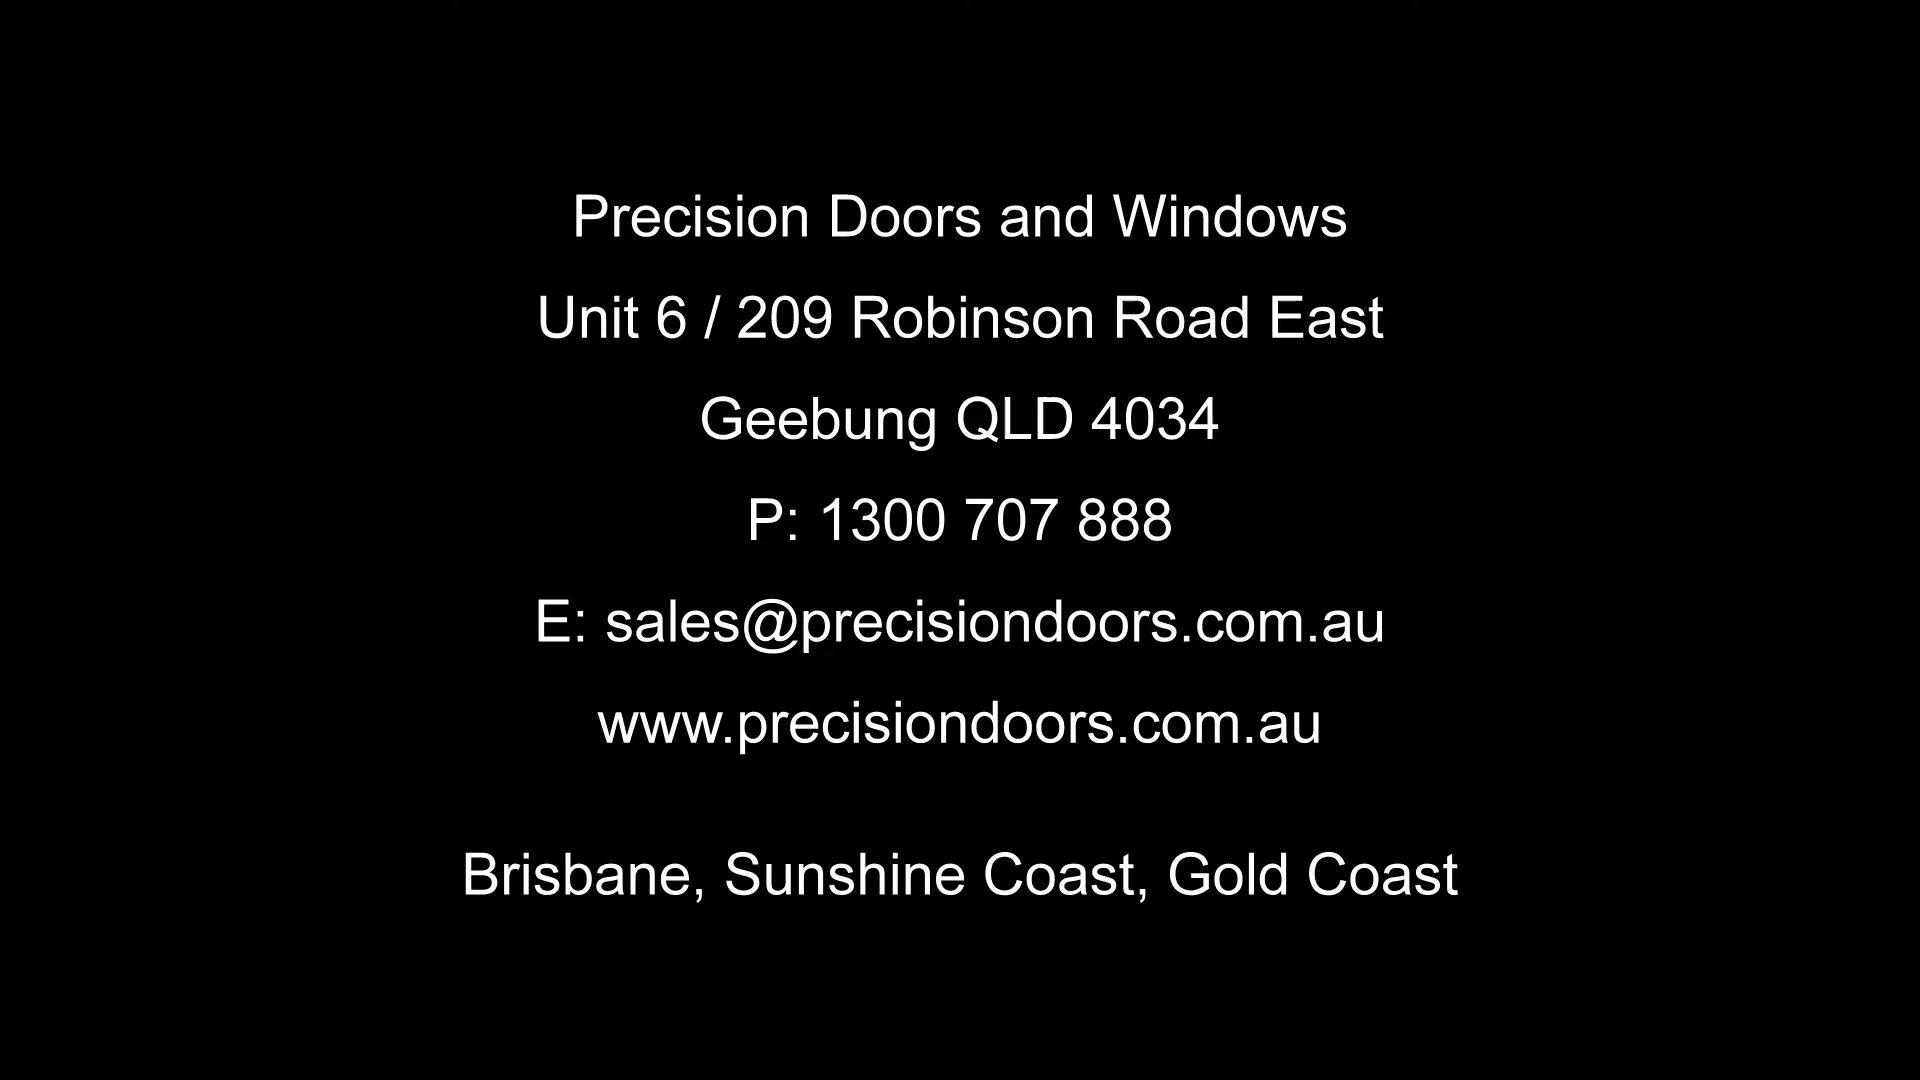 Precision Doors and Windows
Unit 6 / 209 Robinson Road East
Geebung QLD 4034
P: 1300 707 888
E: sales@precisiondoors.com.au
www.precisiondoors.com.au
Brisbane, Sunshine Coast, Gold Coast